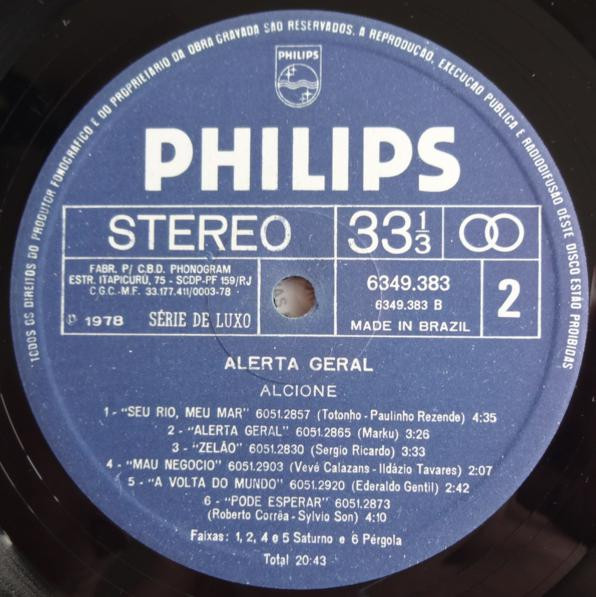 TODOS OS DIREITOS DO PRODUTOR FONOGRÁFICO E DO PROPRIETÁRIO DA OBRA GRAVADA SÃO RESERVADOS. A REPRODUÇÃO, EXECUÇÃO PÚBLICA E RADIODIFUSÃO DÊSTE DISCO ESTÃO PROIBIDAS
PHILIPS
PHILIPS
STEREO
33 1/3
FABR. P/ C.B.D. PHONOGRAM
ESTR. ITAPICURÚ, 75 - SCDP-PF 159/RJ
C.G.C.-M.F. 33.177.411/0003-78
℗ 1978 SÉRIE DE LUXO
6349.383
6349.383 B
MADE IN BRAZIL
2
ALERTA GERAL
ALCIONE
1 - "SEU RIO, MEU MAR" 6051.2857 (Totonho - Paulinho Rezende) 4:35
2 - "ALERTA GERAL" 6051.2865 (Marku) 3:26
3 - "ZELÃO" 6051.2830 (Sergio Ricardo) 3:33
4 - "MAU NEGOCIO" 6051.2903 (Vevé Calazans - Ildázio Tavares) 2:07
5 - "A VOLTA DO MUNDO" 6051.2920 (Ederaldo Gentil) 2:42
6 - "PODE ESPERAR" 6051.2873
(Roberto Corrêa - Sylvio Son) 4:10
Faixas: 1, 2, 4 e 5 Saturno e 6 Pérgola
Total 20:43